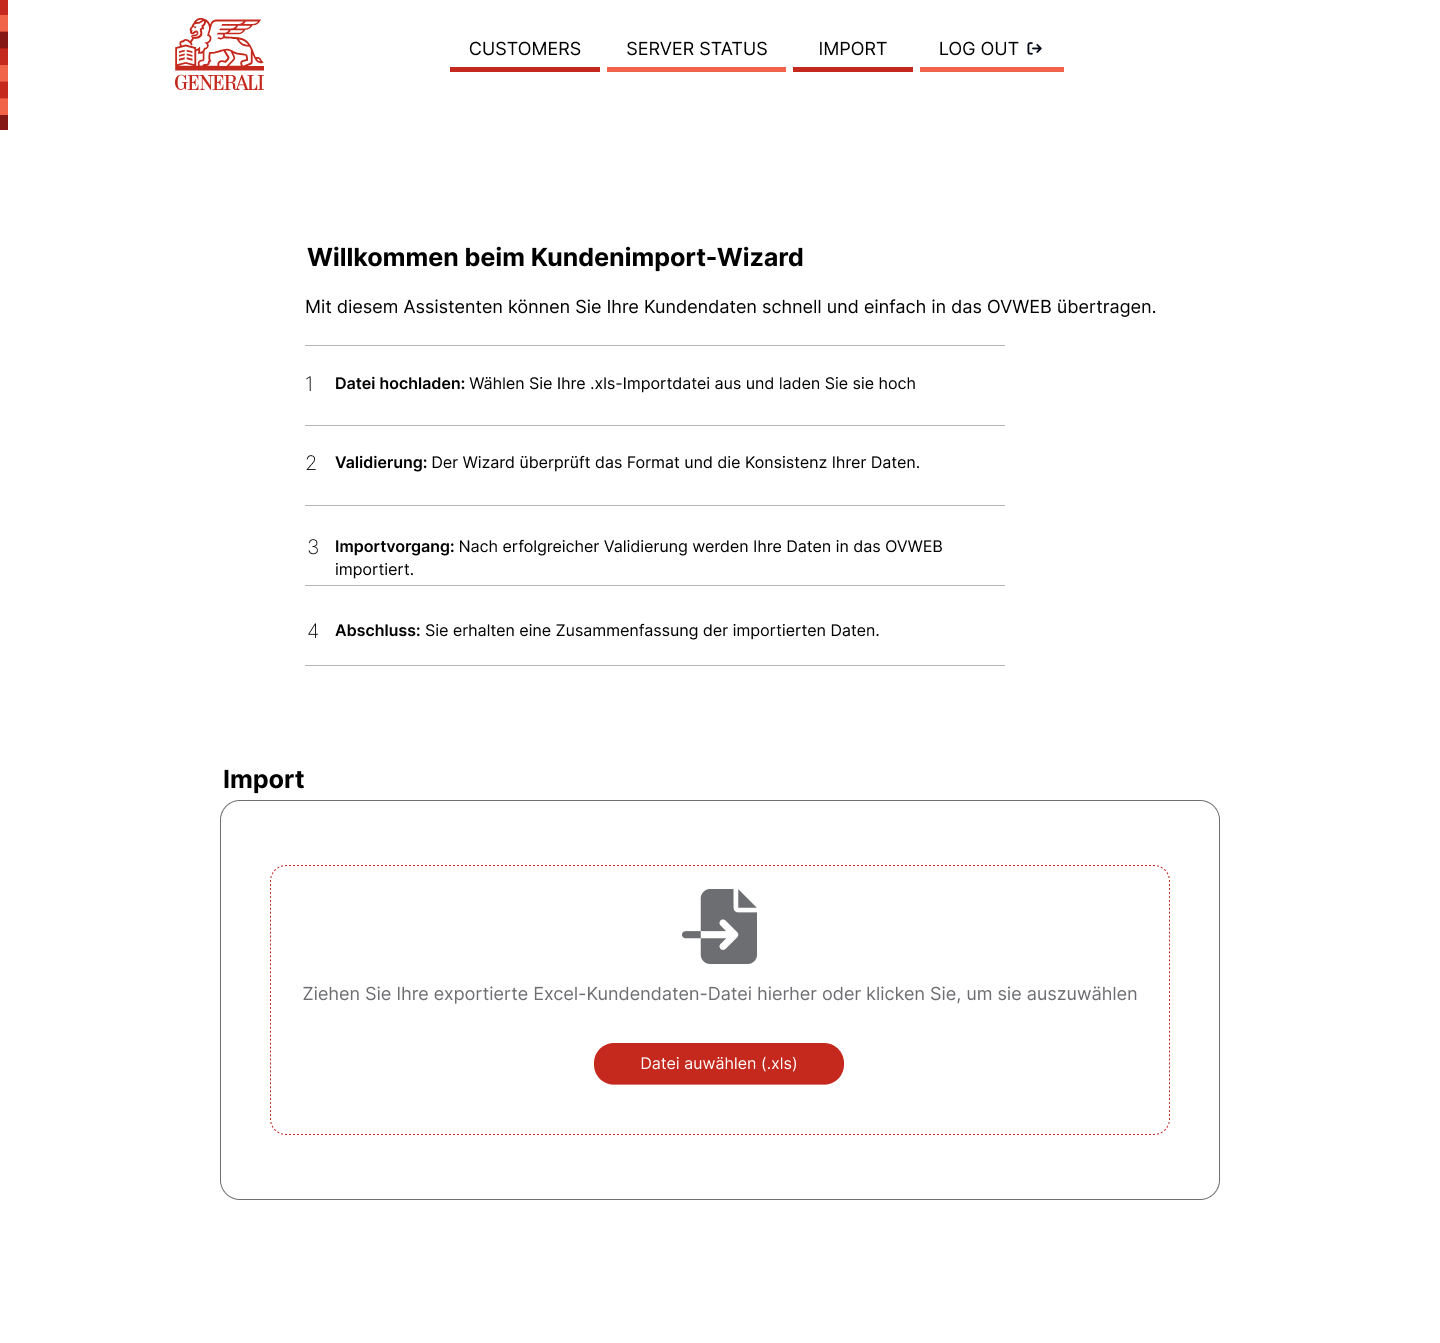 GENERALI
CUSTOMERS SERVER STATUS IMPORT LOG OUT
Willkommen beim Kundenimport-Wizard
Mit diesem Assistenten können Sie Ihre Kundendaten schnell und einfach in das OVWEB übertragen.
1 Datei hochladen: Wählen Sie Ihre .xls-Importdatei aus und laden Sie sie hoch
2 Validierung: Der Wizard überprüft das Format und die Konsistenz Ihrer Daten.
3 Importvorgang: Nach erfolgreicher Validierung werden Ihre Daten in das OVWEB
importiert.
4 Abschluss: Sie erhalten eine Zusammenfassung der importierten Daten.
Import
Ziehen Sie Ihre exportierte Excel-Kundendaten-Datei hierher oder klicken Sie, um sie auszuwählen
Datei auwählen (.xls)